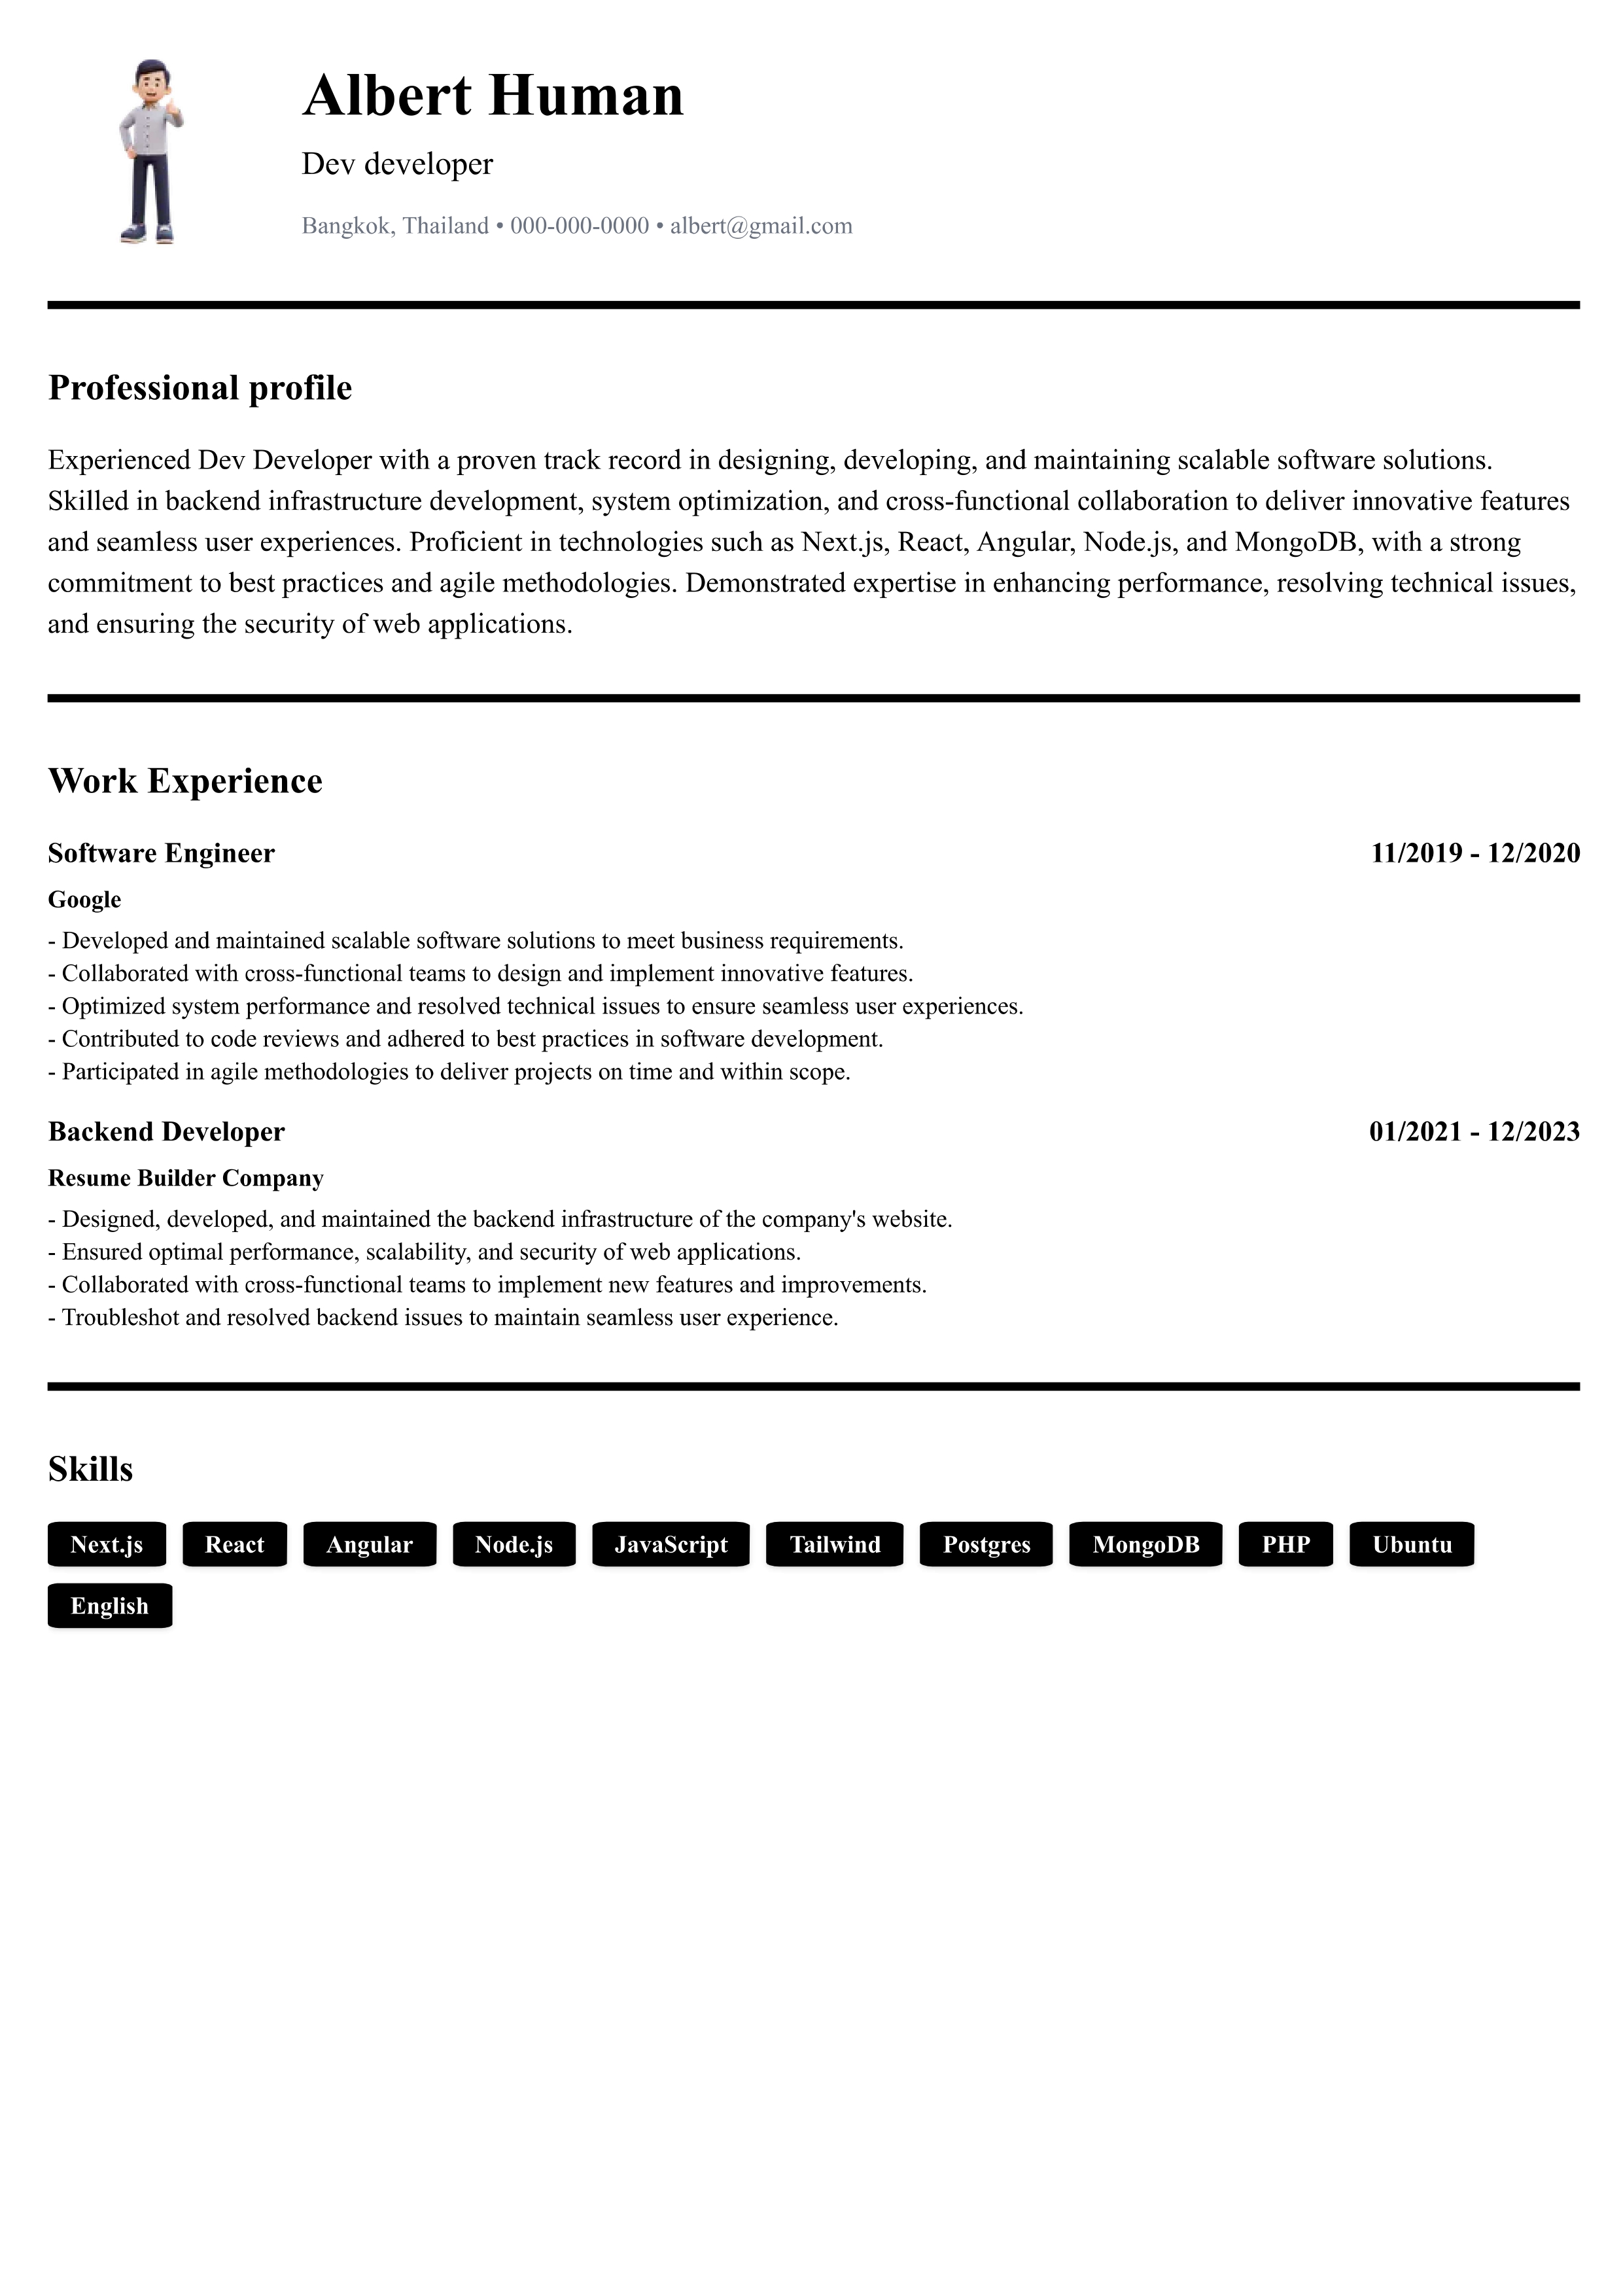 Albert Human
Dev developer
Bangkok, Thailand • 000-000-0000 • albert@gmail.com
Professional profile
Experienced Dev Developer with a proven track record in designing, developing, and maintaining scalable software solutions.
Skilled in backend infrastructure development, system optimization, and cross-functional collaboration to deliver innovative features
and seamless user experiences. Proficient in technologies such as Next.js, React, Angular, Node.js, and MongoDB, with a strong
commitment to best practices and agile methodologies. Demonstrated expertise in enhancing performance, resolving technical issues,
and ensuring the security of web applications.
Work Experience
Software Engineer 11/2019 - 12/2020
Google
- Developed and maintained scalable software solutions to meet business requirements.
- Collaborated with cross-functional teams to design and implement innovative features.
- Optimized system performance and resolved technical issues to ensure seamless user experiences.
- Contributed to code reviews and adhered to best practices in software development.
- Participated in agile methodologies to deliver projects on time and within scope.
Backend Developer 01/2021 - 12/2023
Resume Builder Company
- Designed, developed, and maintained the backend infrastructure of the company's website.
- Ensured optimal performance, scalability, and security of web applications.
- Collaborated with cross-functional teams to implement new features and improvements.
- Troubleshot and resolved backend issues to maintain seamless user experience.
Skills
Next.js React Angular Node.js JavaScript Tailwind Postgres MongoDB PHP Ubuntu
English